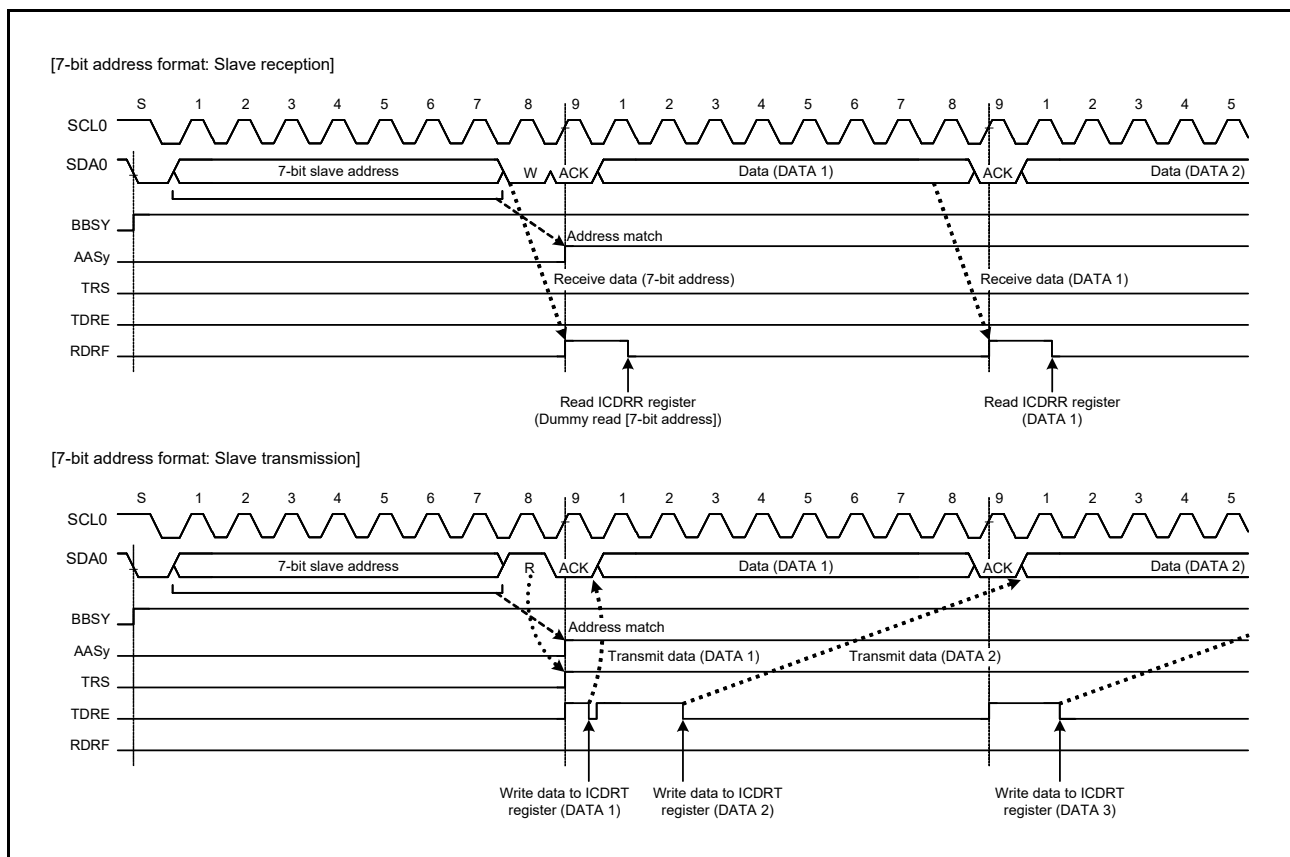 [7-bit address format: Slave reception]
S 1 2 3 4 5 6 7 8 9 1 2 3 4 5 6 7 8 9 1 2 3 4 5
SCL0
SDA0 7-bit slave address W ACK Data (DATA 1) ACK Data (DATA 2)
BBSY
Address match
AASy
Receive data (7-bit address) Receive data (DATA 1)
TRS
TDRE
RDRF
Read ICDRR register Read ICDRR register
(Dummy read [7-bit address]) (DATA 1)
[7-bit address format: Slave transmission]
S 1 2 3 4 5 6 7 8 9 1 2 3 4 5 6 7 8 9 1 2 3 4 5
SCL0
SDA0 7-bit slave address R ACK Data (DATA 1) ACK Data (DATA 2)
BBSY
Address match
AASy
Transmit data (DATA 1) Transmit data (DATA 2)
TRS
TDRE
RDRF
Write data to ICDRT Write data to ICDRT Write data to ICDRT
register (DATA 1) register (DATA 2) register (DATA 3)